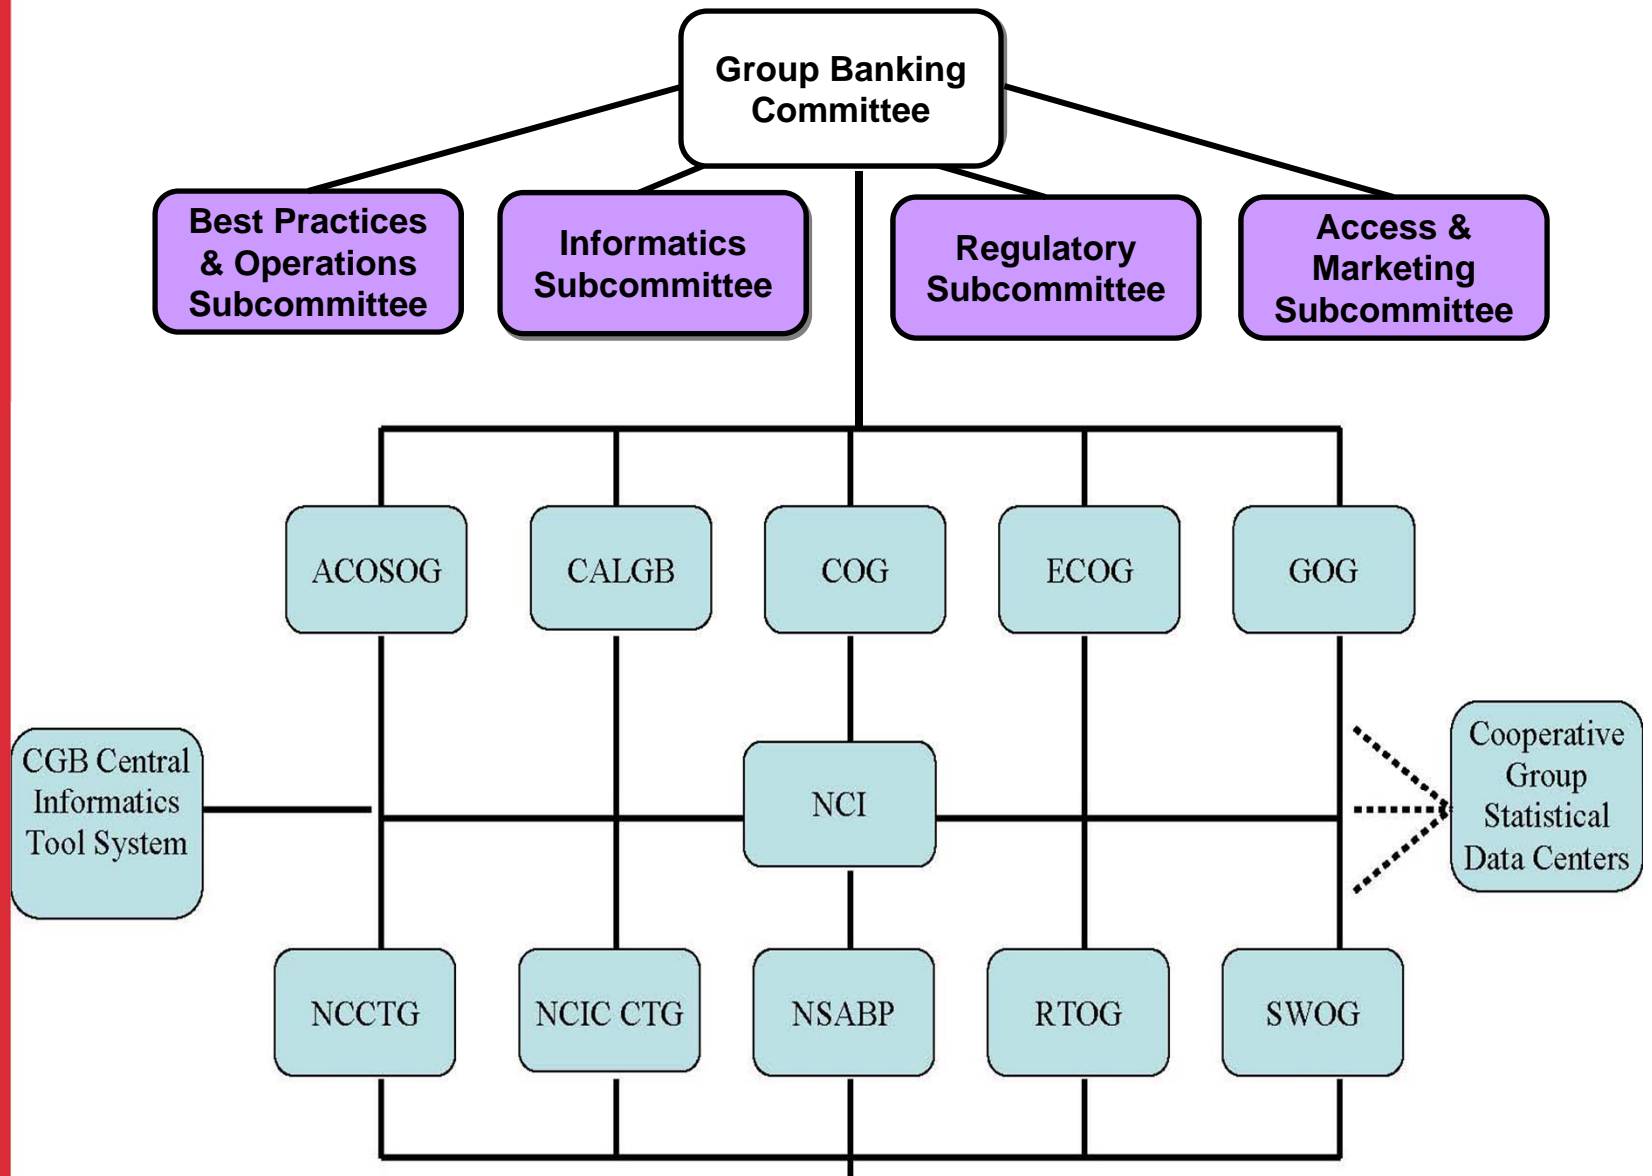 Group Banking
Committee
Best Practices
& Operations
Subcommittee
Informatics
Subcommittee
Regulatory
Subcommittee
Access &
Marketing
Subcommittee
ACOSOG
CALGB
COG
ECOG
GOG
CGB Central
Informatics
Tool System
NCI
Cooperative
Group
Statistical
Data Centers
NCCTG
NCIC CTG
NSABP
RTOG
SWOG